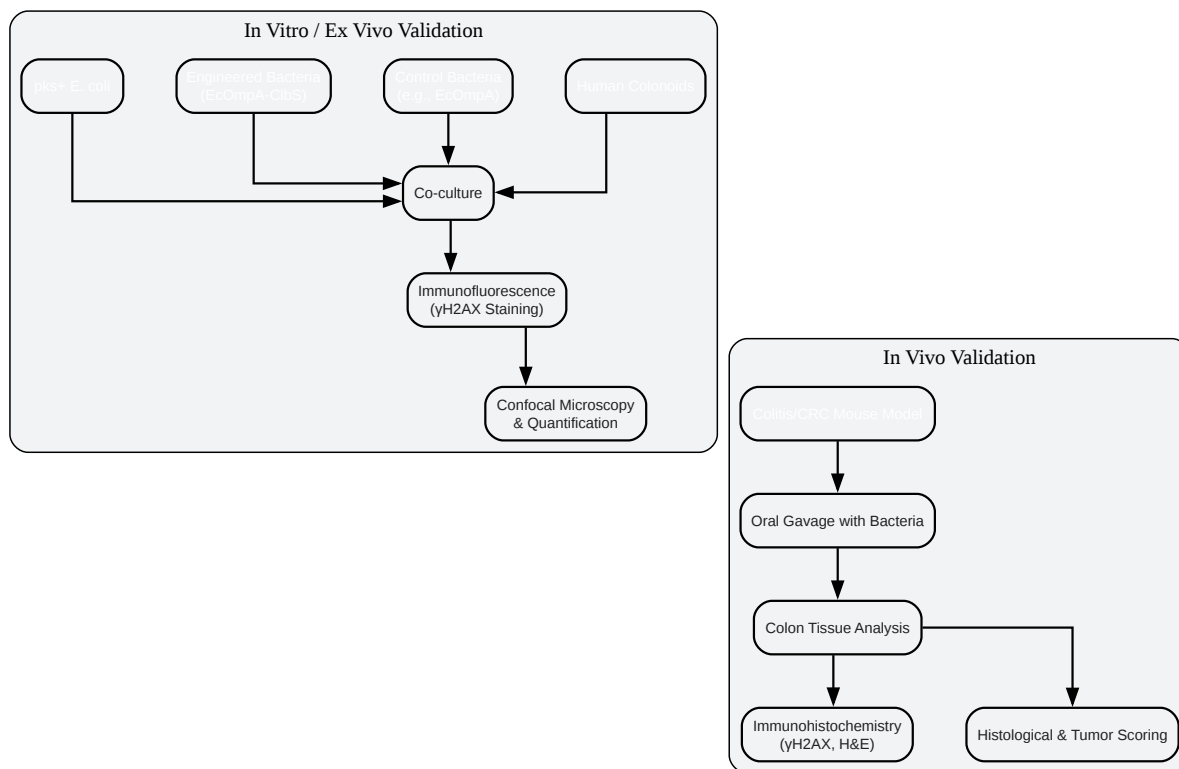 In Vitro / Ex Vivo Validation
pks+ E. coli
Engineered Bacteria
(EcOmpA-ClbS)
Control Bacteria
(e.g., EcOmpA)
Human Colonoids
Co-culture
Immunofluorescence
(γH2AX Staining)
Confocal Microscopy
& Quantification
In Vivo Validation
Colitis/CRC Mouse Model
Oral Gavage with Bacteria
Colon Tissue Analysis
Immunohistochemistry
(γH2AX, H&E)
Histological & Tumor Scoring